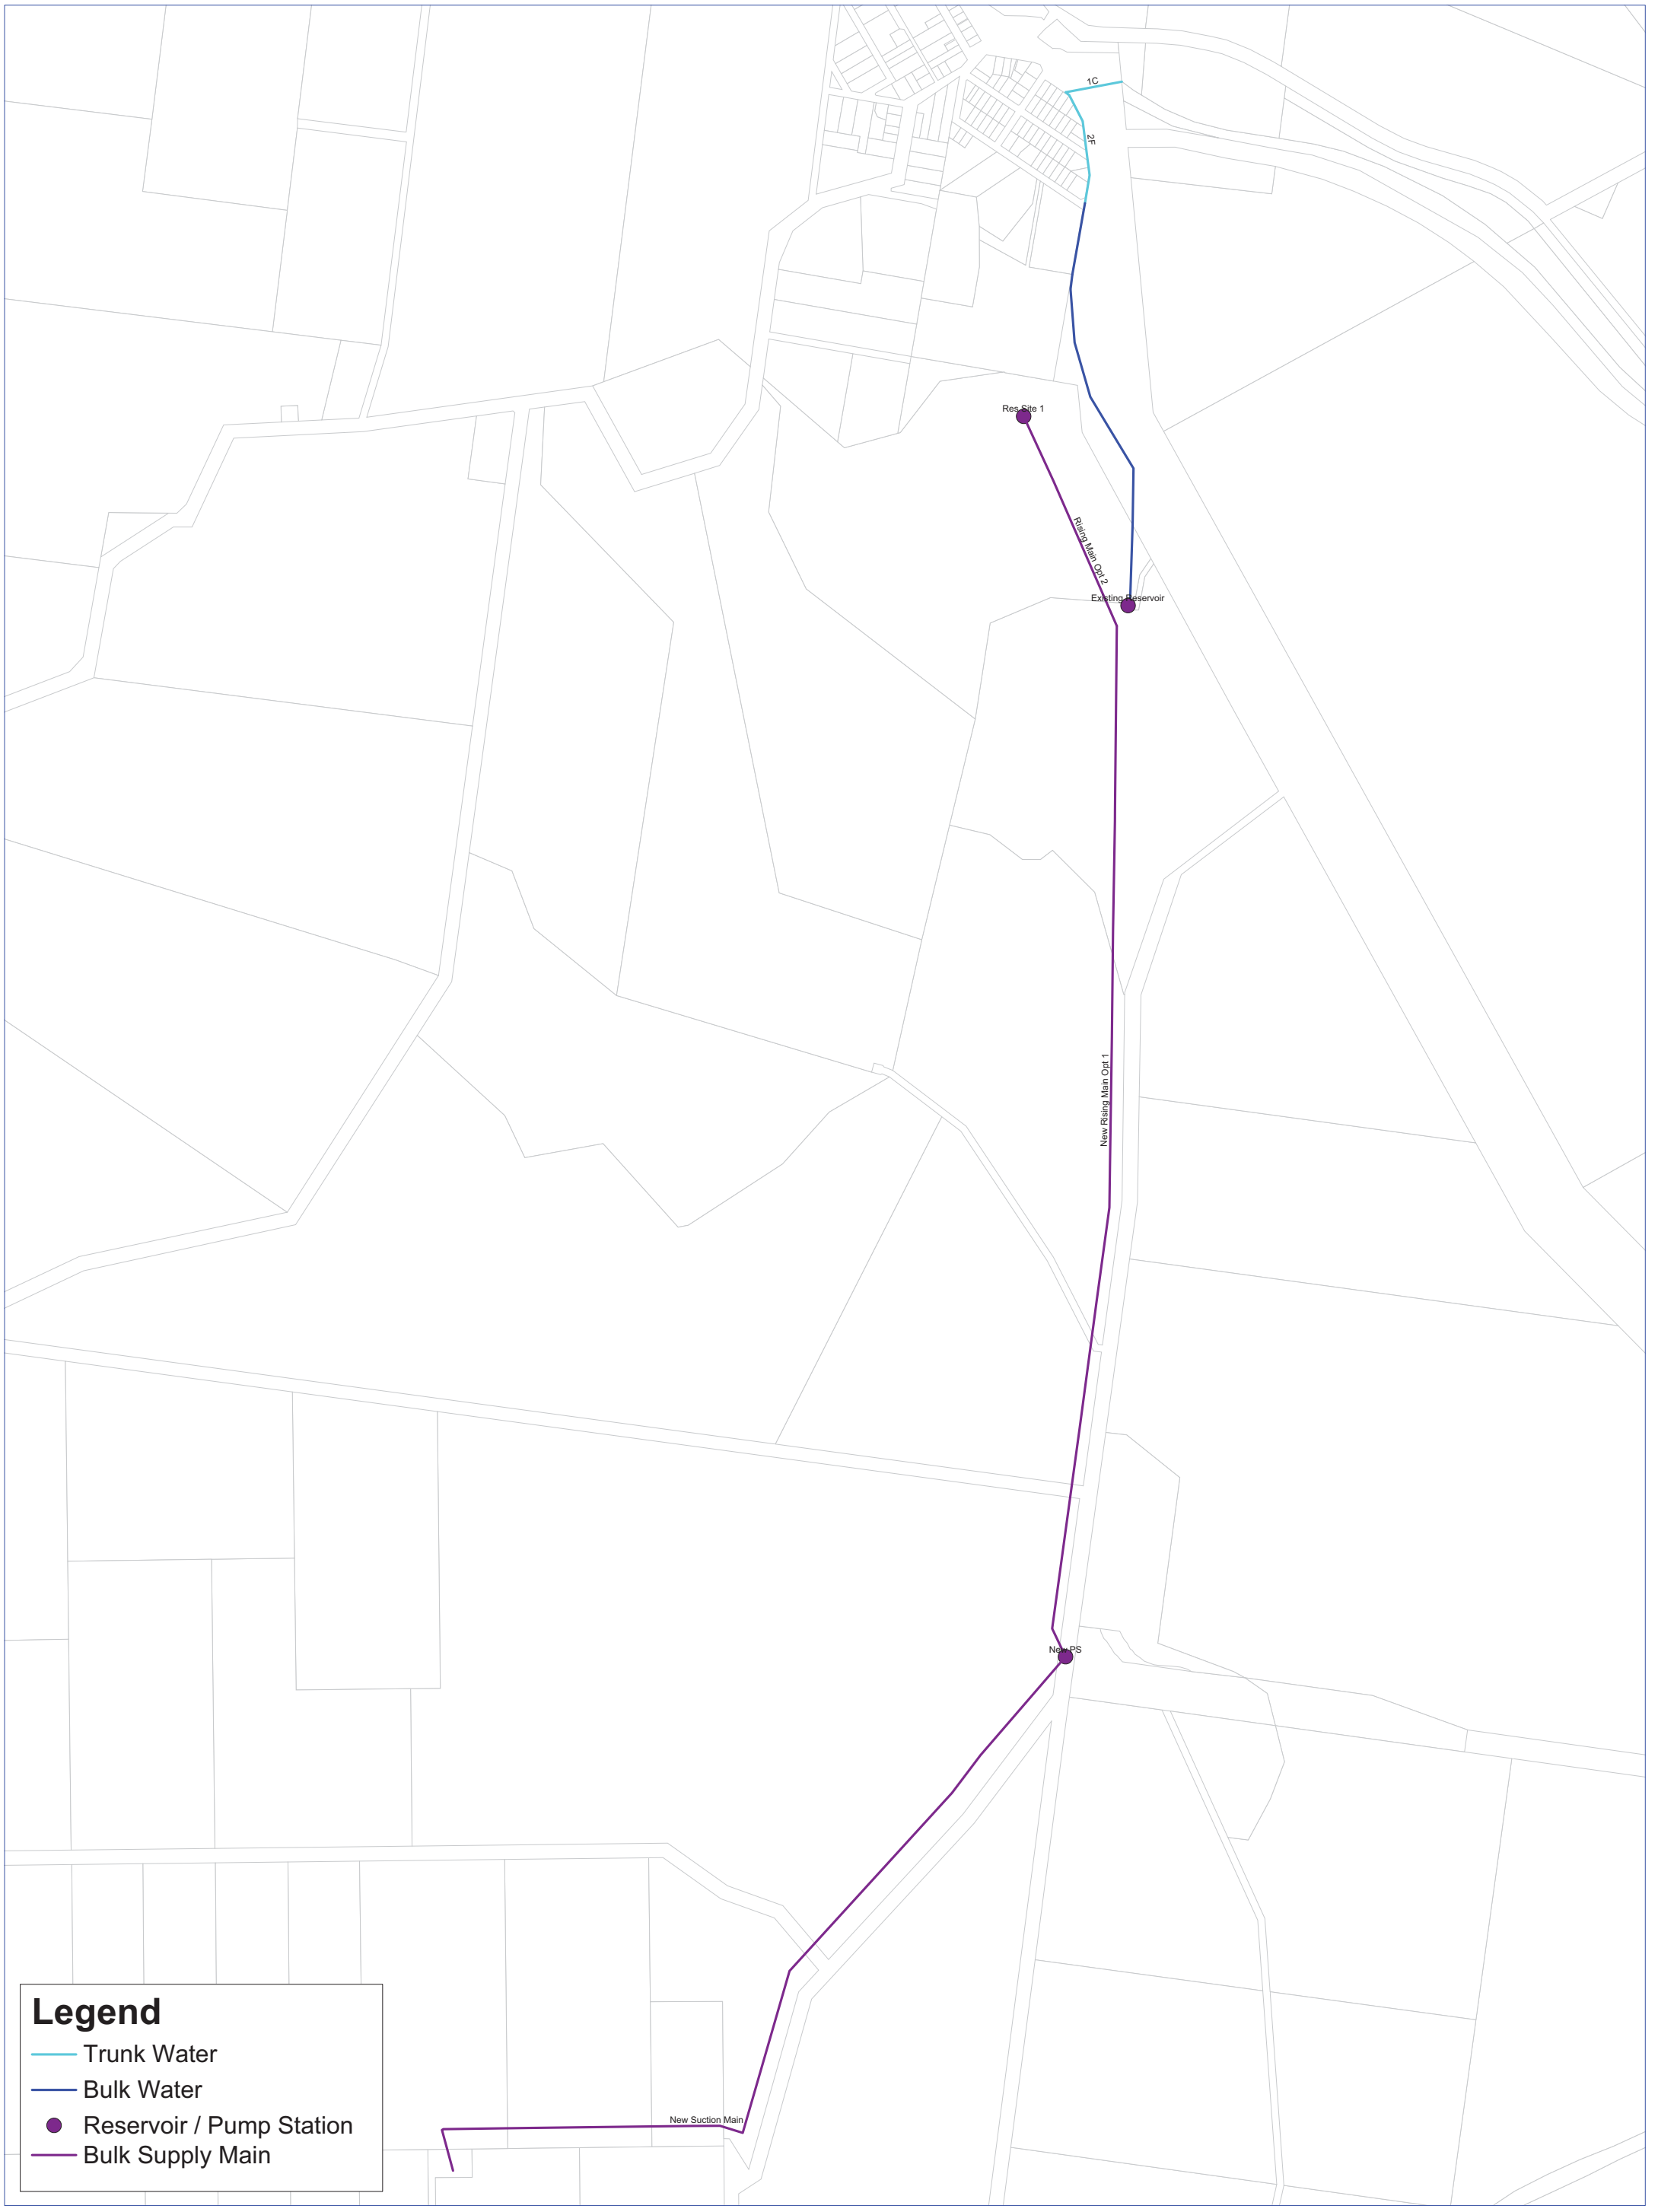 1C
2F
Res Site 1
Rising Main Opt 2
Existing Reservoir
New Rising Main Opt 1
New PS
New Suction Main
Legend
Trunk Water
Bulk Water
Reservoir / Pump Station
Bulk Supply Main